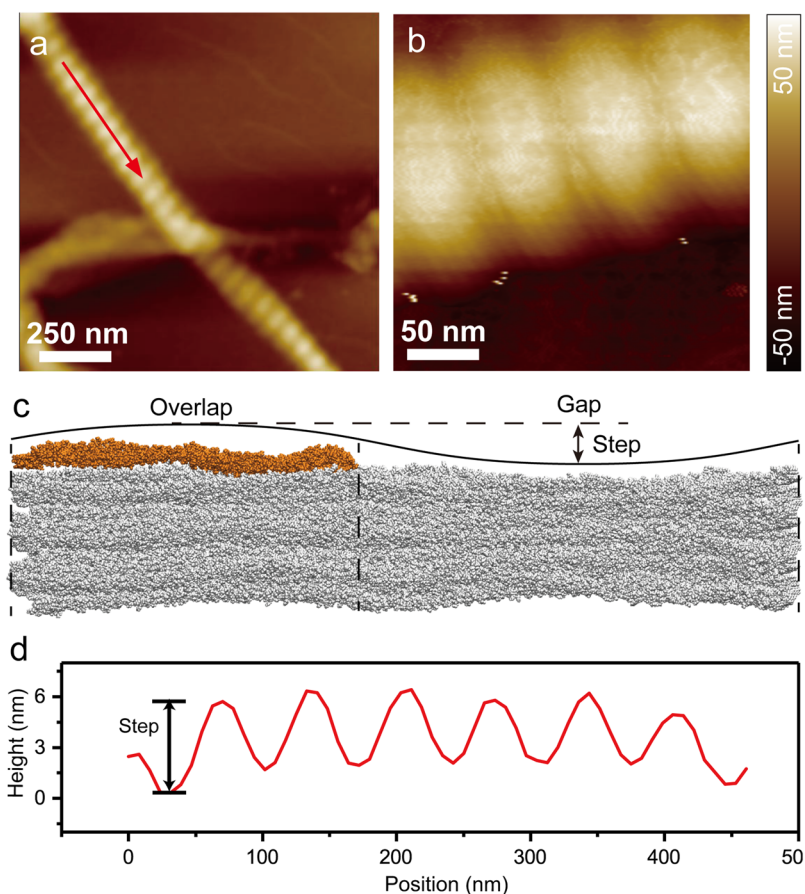 a
250 nm
b
50 nm
50 nm
-50 nm
c
Overlap
Gap
Step
d
Height (nm)
6
3
0
Step
0
100
200
300
400
50
Position (nm)